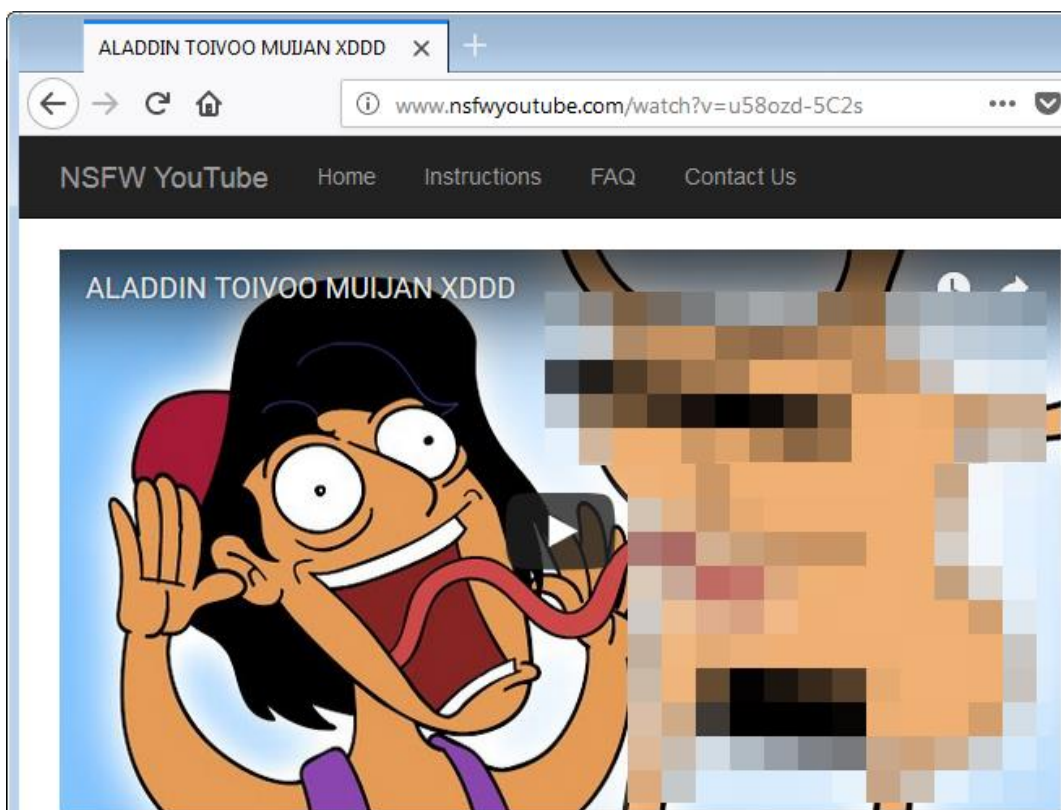 ALADDIN TOIVOO MUIJAN XDDD
www.nsfwyoutube.com/watch?v=u58ozd-5C2s
NSFW YouTube Home Instructions FAQ Contact Us
ALADDIN TOIVOO MUIJAN XDDD